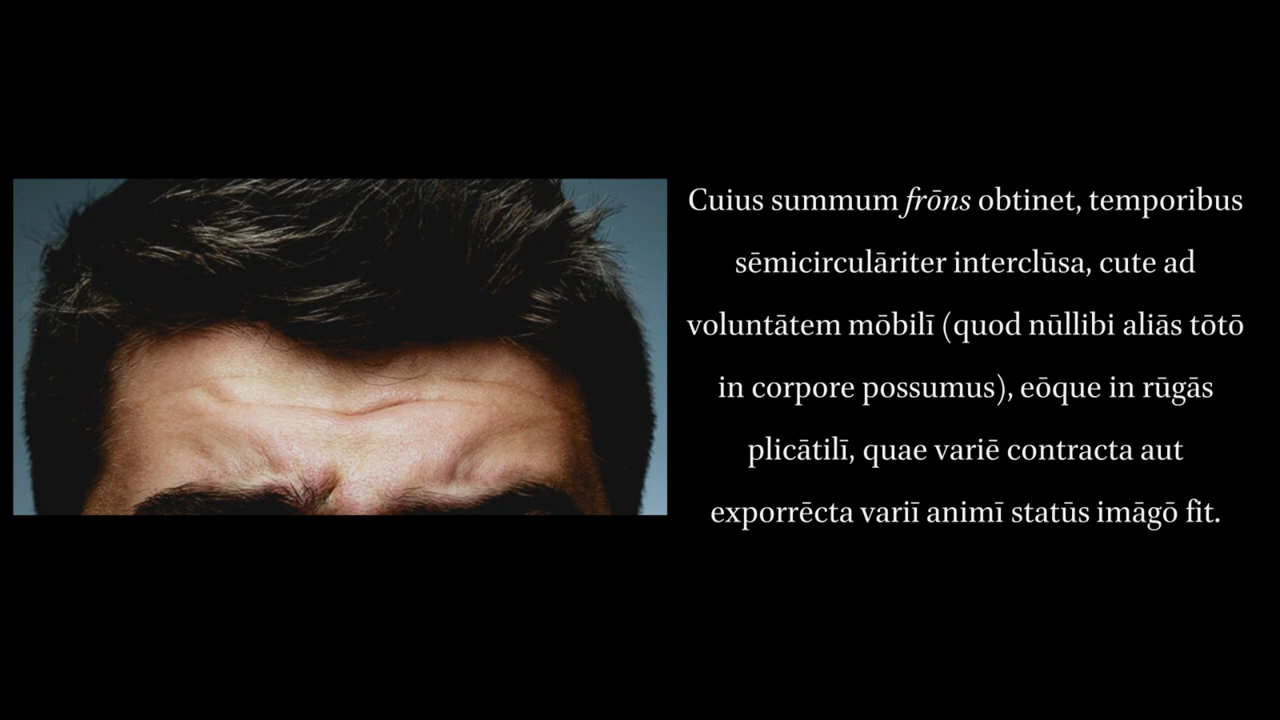 Cuius summum frōns obtinet, temporibus
sēmicirculāriter interclūsa, cute ad
voluntātem mōbilī (quod nūllibi aliās tōtō
in corpore possumus), eōque in rūgās
plicātilī, quae variē contracta aut
exporrēcta variī animī statūs imāgō fit.